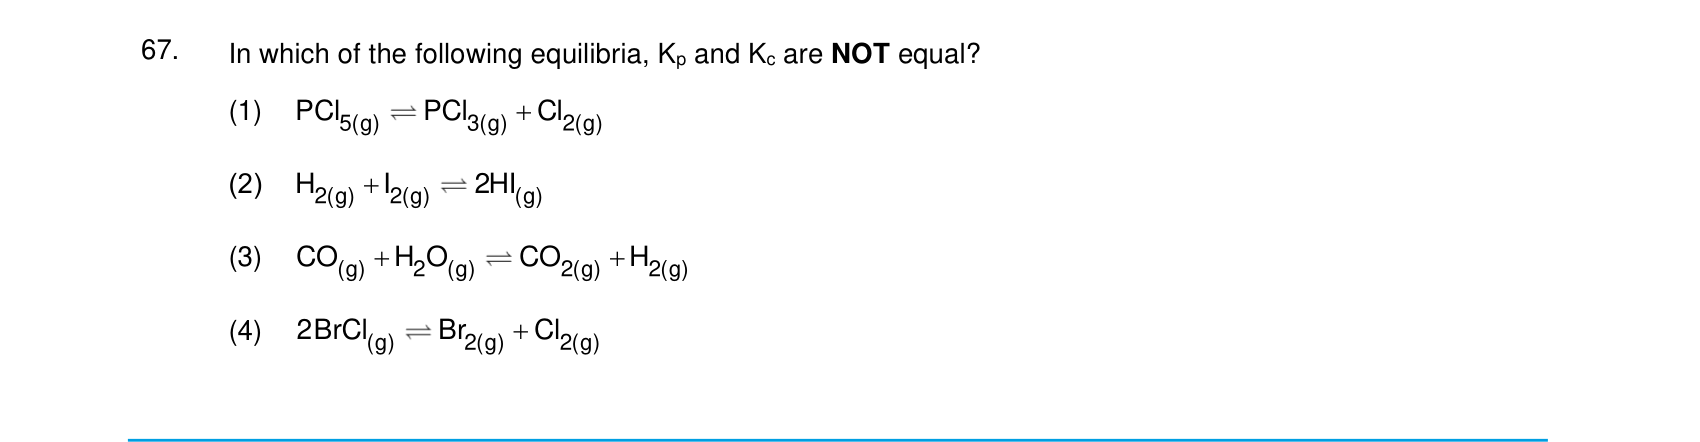 67. In which of the following equilibria, Kₚ and K꜀ are NOT equal?
(1) PCl₅(g) ⇌ PCl₃(g) + Cl₂(g)
(2) H₂(g) + I₂(g) ⇌ 2HI(g)
(3) CO(g) + H₂O(g) ⇌ CO₂(g) + H₂(g)
(4) 2BrCl(g) ⇌ Br₂(g) + Cl₂(g)